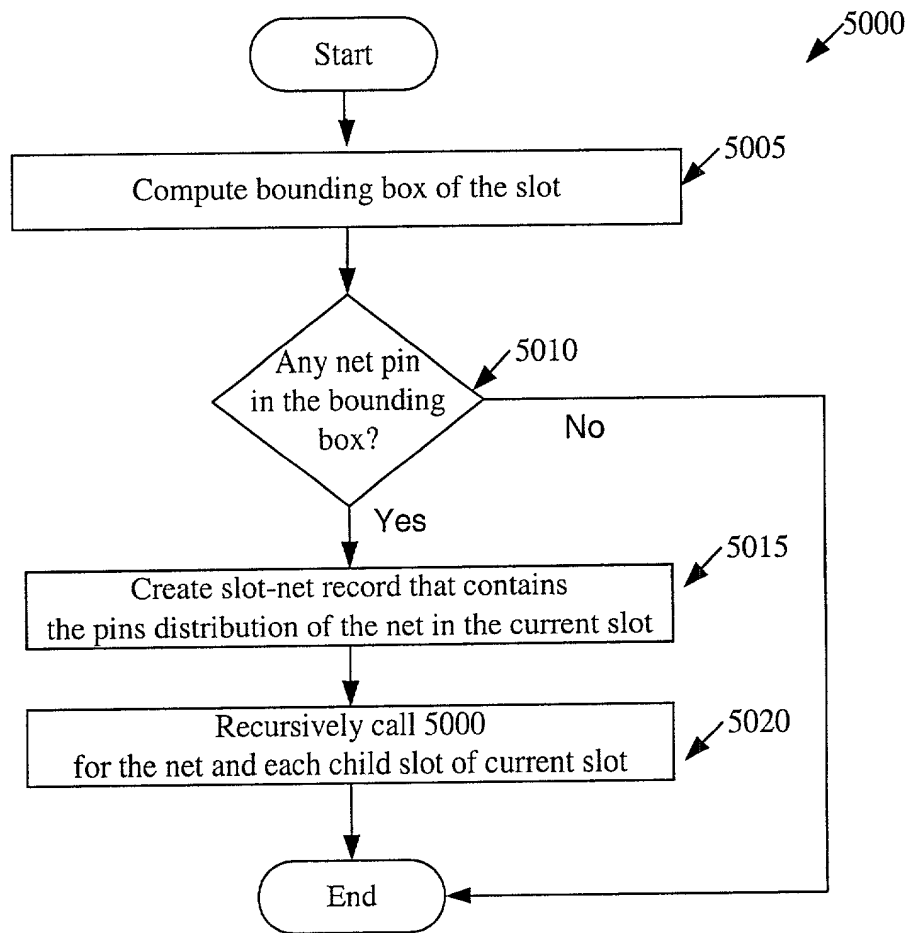 5000
Start
5005
Compute bounding box of the slot
5010
Any net pin
in the bounding
box?
No
Yes
5015
Create slot-net record that contains
the pins distribution of the net in the current slot
5020
Recursively call 5000
for the net and each child slot of current slot
End